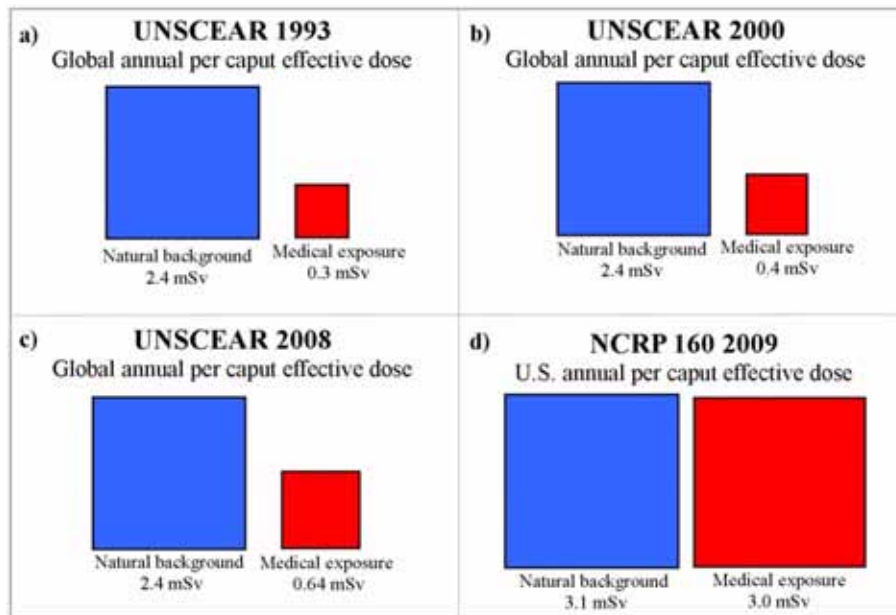 a)
UNSCEAR 1993
Global annual per caput effective dose
Natural background
2.4 mSv
Medical exposure
0.3 mSv
b)
UNSCEAR 2000
Global annual per caput effective dose
Natural background
2.4 mSv
Medical exposure
0.4 mSv
c)
UNSCEAR 2008
Global annual per caput effective dose
Natural background
2.4 mSv
Medical exposure
0.64 mSv
d)
NCRP 160 2009
U.S. annual per caput effective dose
Natural background
3.1 mSv
Medical exposure
3.0 mSv